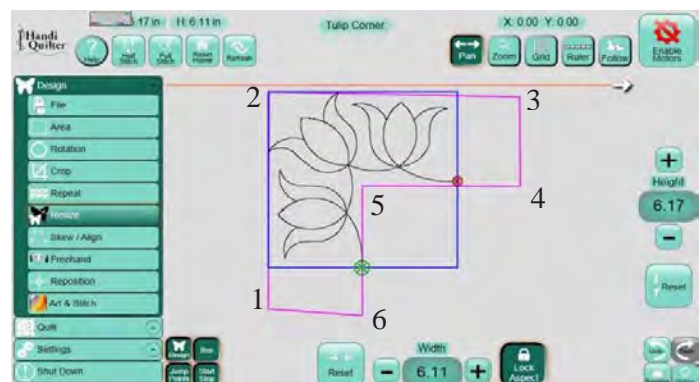 Handi
Quilter
.17 in H: 6.11 in
Tulip Corner
X: 0.00 Y: 0.00
Help
Half Stitch
Full Stitch
Reset Home
Refresh
Pan
Zoom
Grid
Ruler
Follow
Enable
Motors
Design
File
Area
Rotation
Crop
Repeat
Resize
Skew / Align
Freehand
Reposition
Art & Stitch
Quilt
Settings
Shut Down
2
3
4
5
1
6
Height
6.17
Reset
Design
Box
Jump
Points
Start
Stop
Reset
Width
6.11
Lock
Aspect
Undo